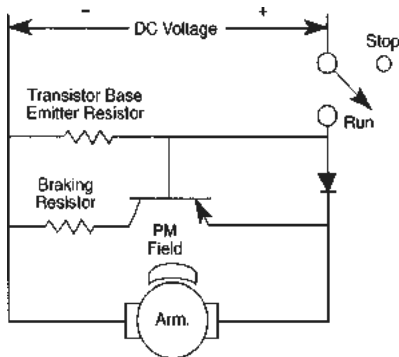 − +
DC Voltage
Stop
Transistor Base
Emitter Resistor
Run
Braking
Resistor
PM
Field
Arm.